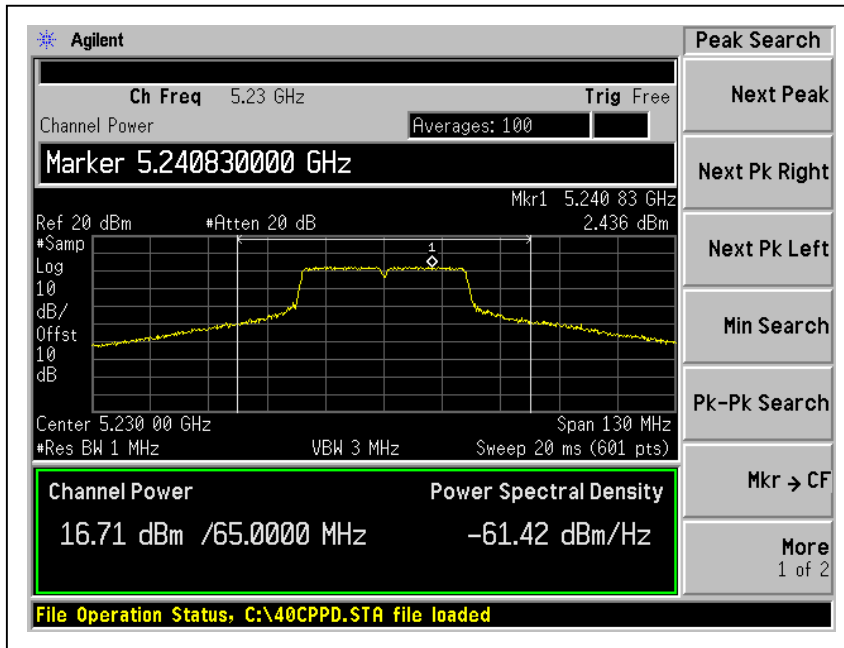 Agilent
Peak Search
Ch Freq 5.23 GHz
Trig Free
Channel Power
Averages: 100
Marker 5.240830000 GHz
Mkr1 5.240 83 GHz
Ref 20 dBm #Atten 20 dB 2.436 dBm
#Samp
Log
10
dB/
Offst
10
dB
1
Center 5.230 00 GHz
Span 130 MHz
#Res BW 1 MHz
VBW 3 MHz
Sweep 20 ms (601 pts)
Channel Power
Power Spectral Density
16.71 dBm /65.0000 MHz
-61.42 dBm/Hz
Next Peak
Next Pk Right
Next Pk Left
Min Search
Pk-Pk Search
Mkr → CF
More
1 of 2
File Operation Status, C:\40CPPD.STA file loaded